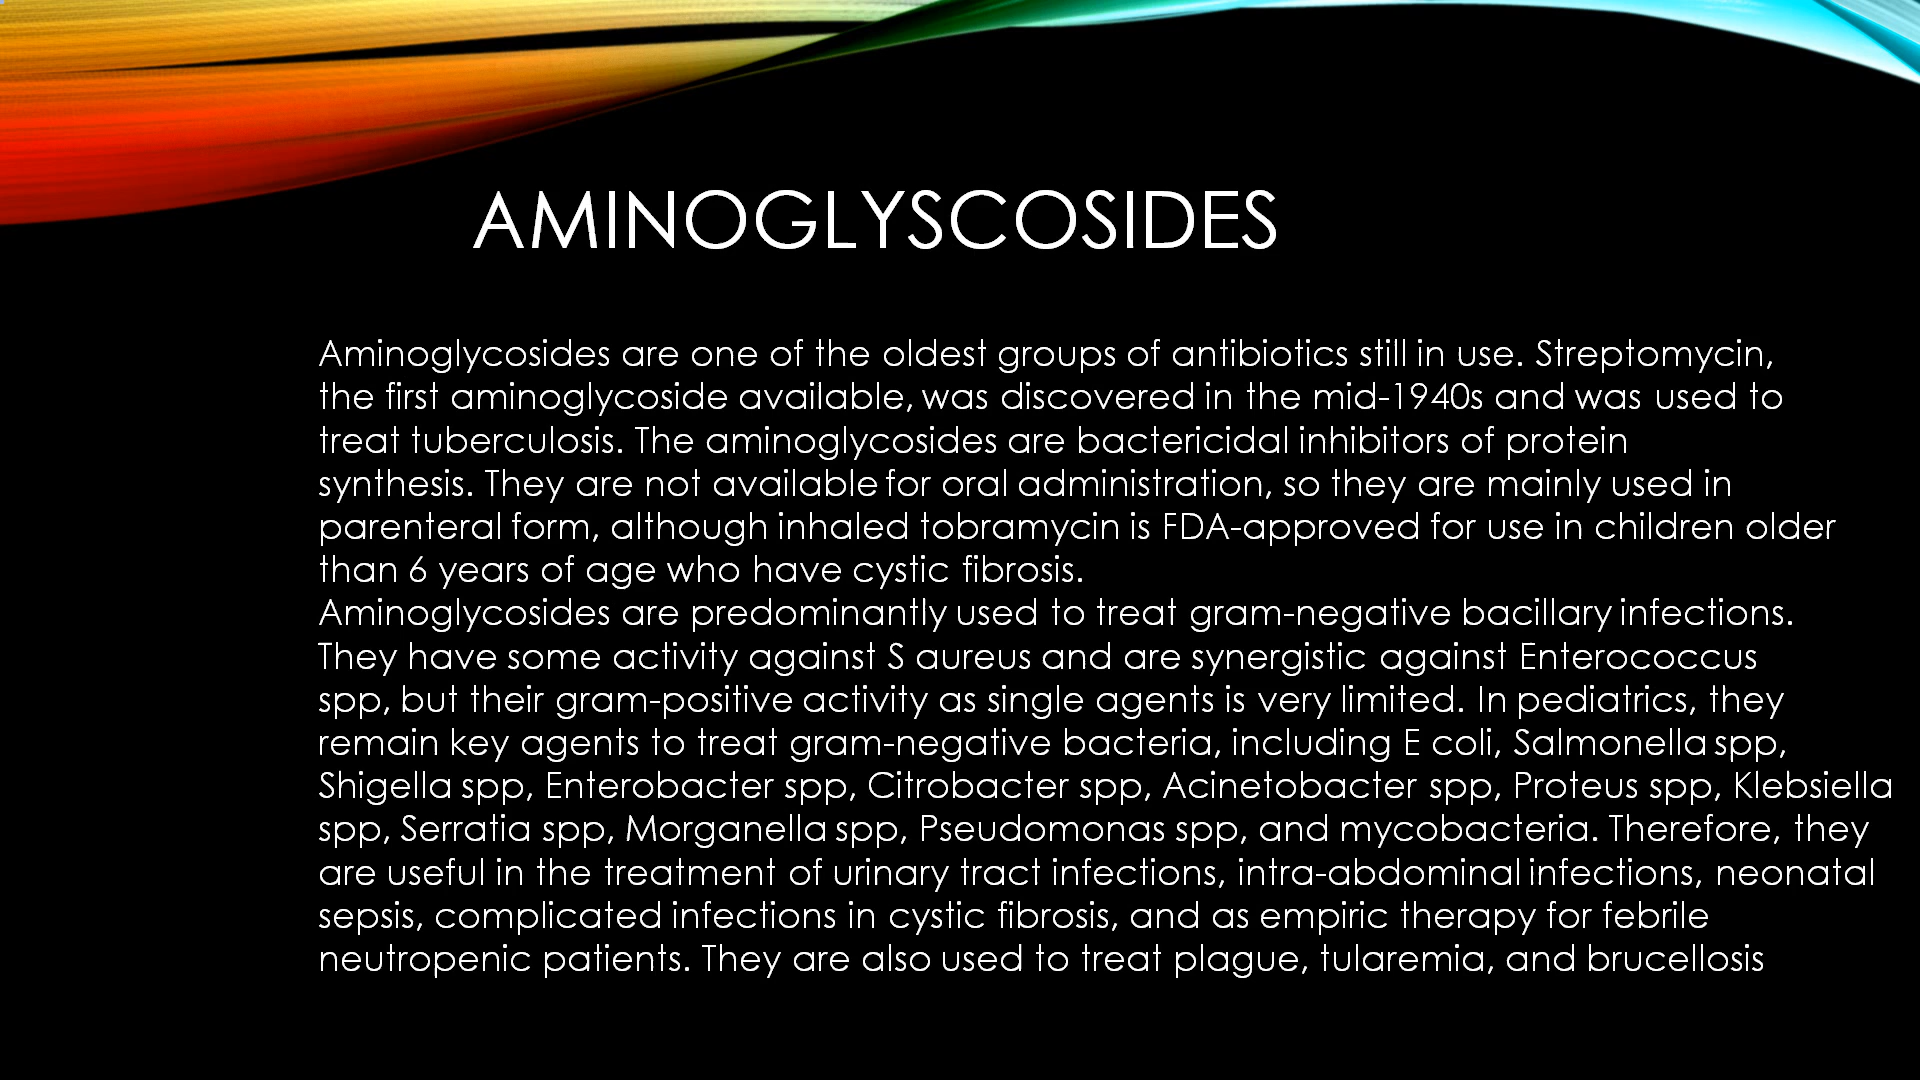 AMINOGLYSCOSIDES
Aminoglycosides are one of the oldest groups of antibiotics still in use. Streptomycin,
the first aminoglycoside available, was discovered in the mid-1940s and was used to
treat tuberculosis. The aminoglycosides are bactericidal inhibitors of protein
synthesis. They are not available for oral administration, so they are mainly used in
parenteral form, although inhaled tobramycin is FDA-approved for use in children older
than 6 years of age who have cystic fibrosis.
Aminoglycosides are predominantly used to treat gram-negative bacillary infections.
They have some activity against S aureus and are synergistic against Enterococcus
spp, but their gram-positive activity as single agents is very limited. In pediatrics, they
remain key agents to treat gram-negative bacteria, including E coli, Salmonella spp,
Shigella spp, Enterobacter spp, Citrobacter spp, Acinetobacter spp, Proteus spp, Klebsiella
spp, Serratia spp, Morganella spp, Pseudomonas spp, and mycobacteria. Therefore, they
are useful in the treatment of urinary tract infections, intra-abdominal infections, neonatal
sepsis, complicated infections in cystic fibrosis, and as empiric therapy for febrile
neutropenic patients. They are also used to treat plague, tularemia, and brucellosis